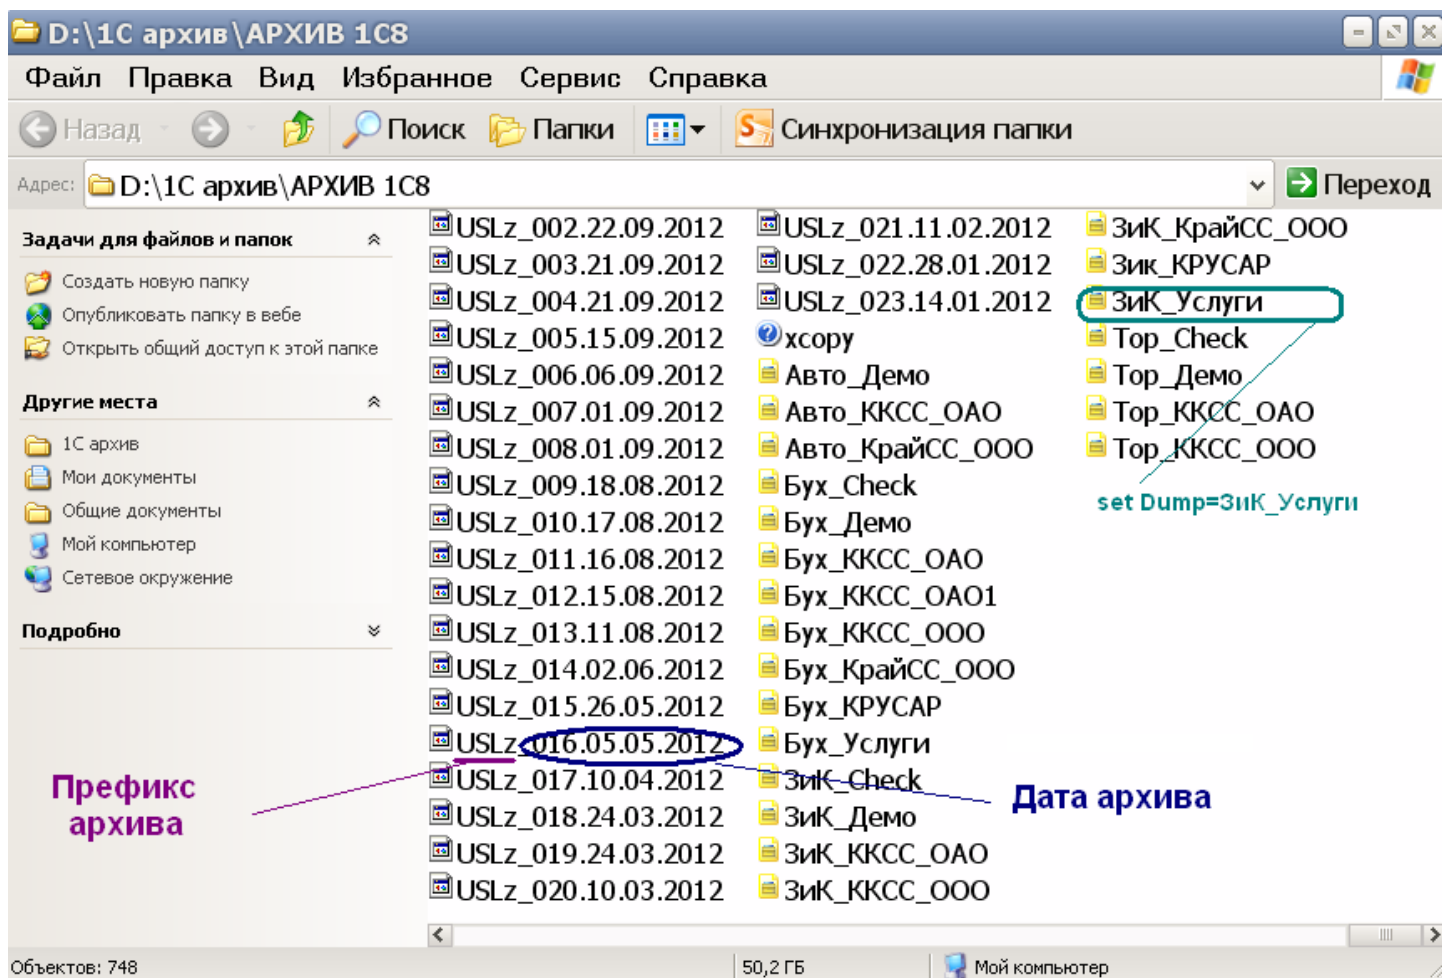 D:\1С архив\АРХИВ 1С8
Файл Правка Вид Избранное Сервис Справка
Назад Поиск Папки Синхронизация папки
Адрес: D:\1С архив\АРХИВ 1С8 Переход
Задачи для файлов и папок
Создать новую папку
Опубликовать папку в вебе
Открыть общий доступ к этой папке
Другие места
1С архив
Мои документы
Общие документы
Мой компьютер
Сетевое окружение
Подробно
USLz_002.22.09.2012
USLz_003.21.09.2012
USLz_004.21.09.2012
USLz_005.15.09.2012
USLz_006.06.09.2012
USLz_007.01.09.2012
USLz_008.01.09.2012
USLz_009.18.08.2012
USLz_010.17.08.2012
USLz_011.16.08.2012
USLz_012.15.08.2012
USLz_013.11.08.2012
USLz_014.02.06.2012
USLz_015.26.05.2012
USLz_016.05.05.2012
USLz_017.10.04.2012
USLz_018.24.03.2012
USLz_019.24.03.2012
USLz_020.10.03.2012
USLz_021.11.02.2012
USLz_022.28.01.2012
USLz_023.14.01.2012
xcopy
Авто_Демо
Авто_ККСС_ОАО
Авто_КрайСС_ООО
Бух_Check
Бух_Демо
Бух_ККСС_ОАО
Бух_ККСС_ОАО1
Бух_ККСС_ООО
Бух_КрайСС_ООО
Бух_КРУСАР
Бух_Услуги
ЗиК_Check
ЗиК_Демо
ЗиК_ККСС_ОАО
ЗиК_ККСС_ООО
ЗиК_КрайСС_ООО
Зик_КРУСАР
ЗиК_Услуги
Тор_Check
Тор_Демо
Тор_ККСС_ОАО
Тор_ККСС_ООО
set Dump=ЗиК_Услуги
Префикс
архива
Дата архива
Объектов: 748 50,2 ГБ Мой компьютер